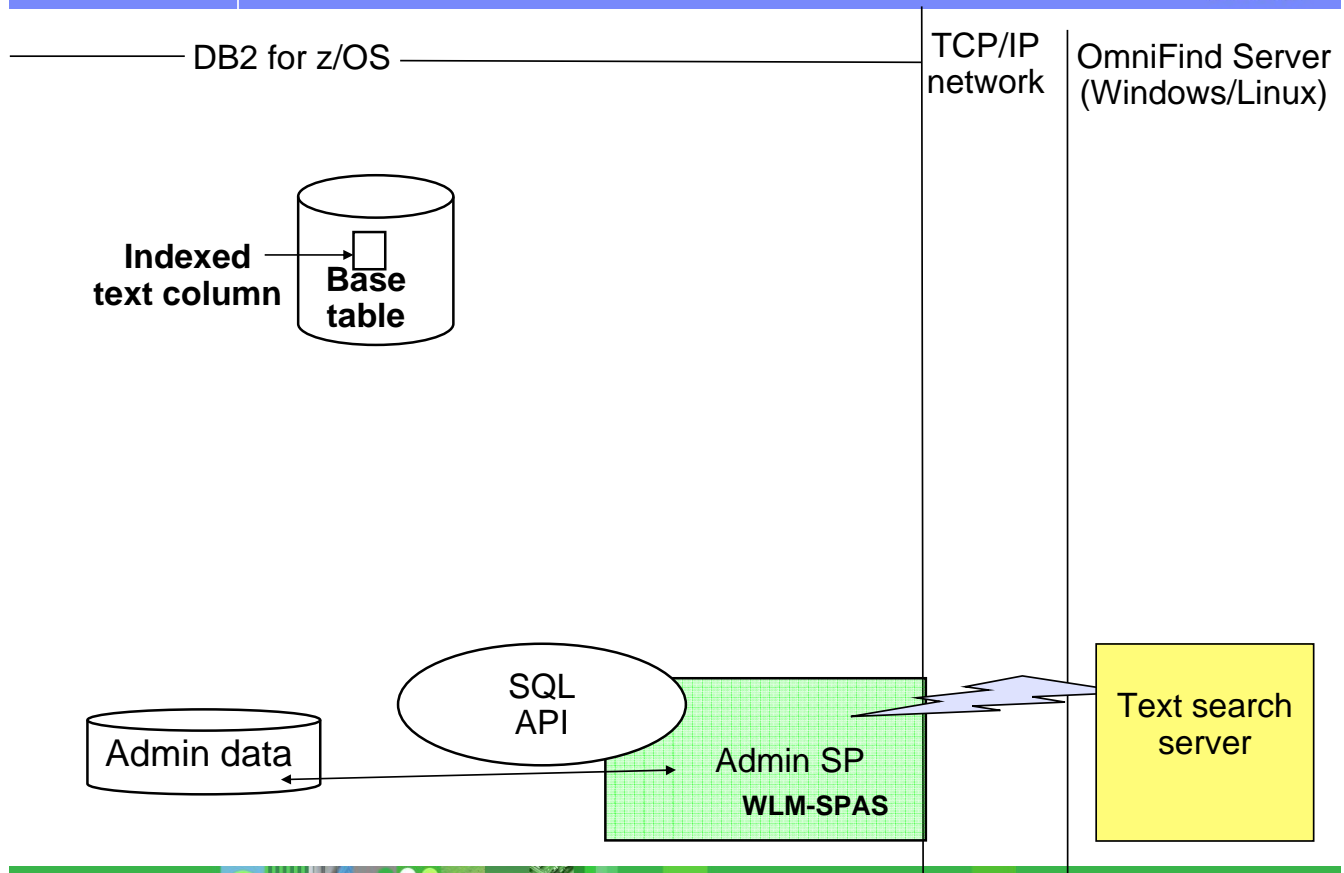 DB2 for z/OS
TCP/IP
network
OmniFind Server
(Windows/Linux)
Indexed
text column
Base
table
SQL
API
Admin data
Admin SP
WLM-SPAS
Text search
server